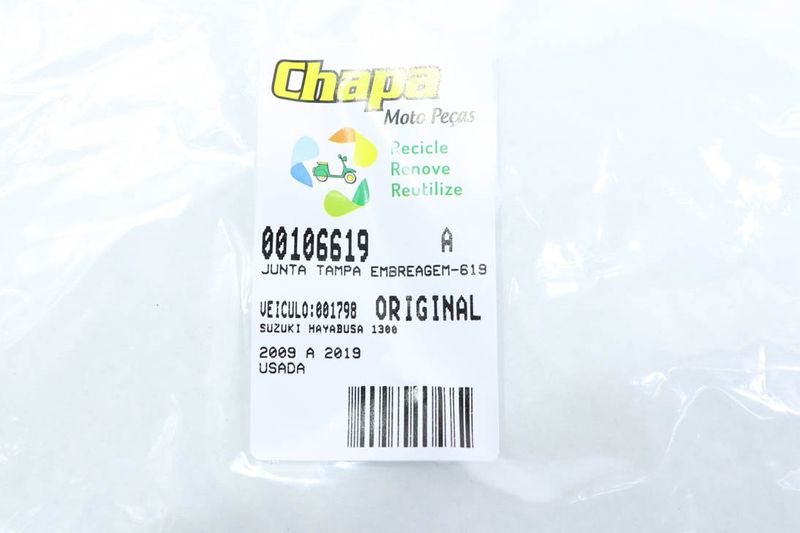 Chapa
Moto Peças
Recicle
Renove
Reutilize
00106619 A
JUNTA TAMPA EMBREAGEM-619
VEICULO:001798 ORIGINAL
SUZUKI HAYABUSA 1300
2009 A 2019
USADA